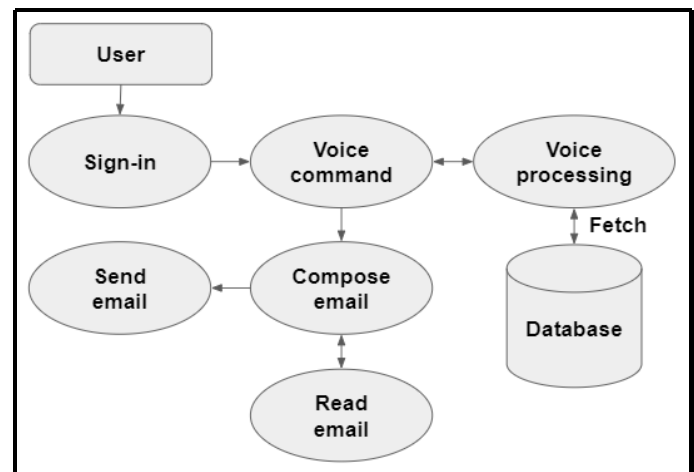 User
Sign-in
Voice
command
Voice
processing
Fetch
Send
email
Compose
email
Database
Read
email